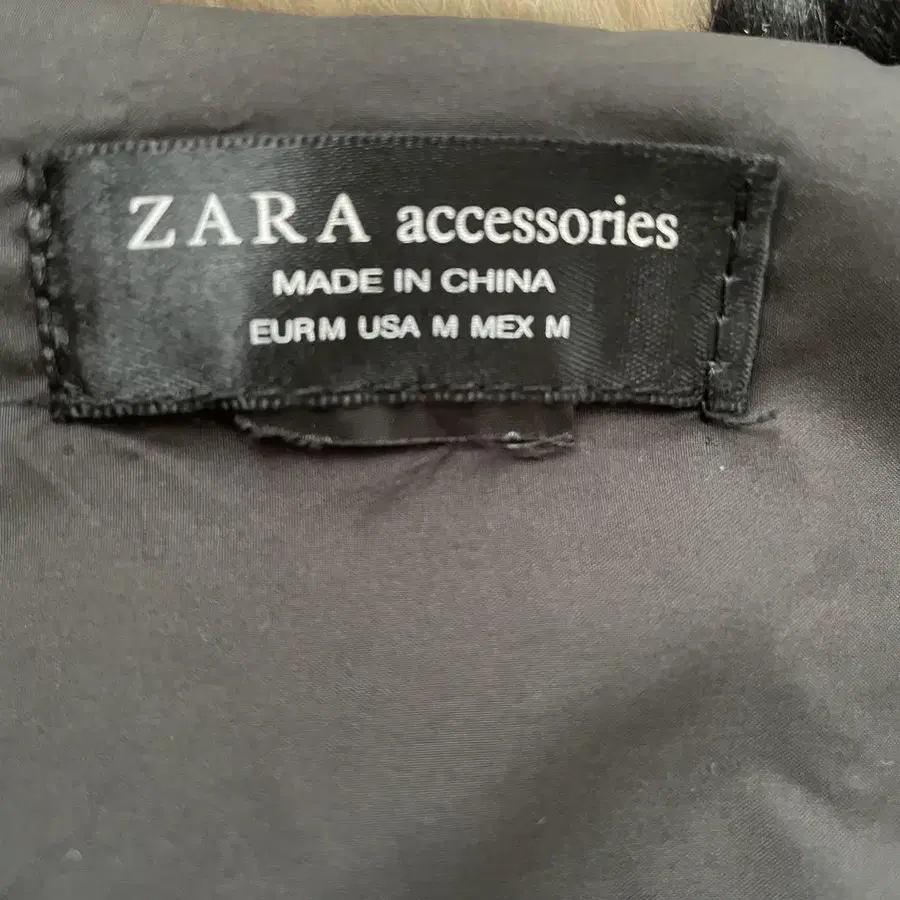 ZARA accessories
MADE IN CHINA
EUR M USA M MEX M